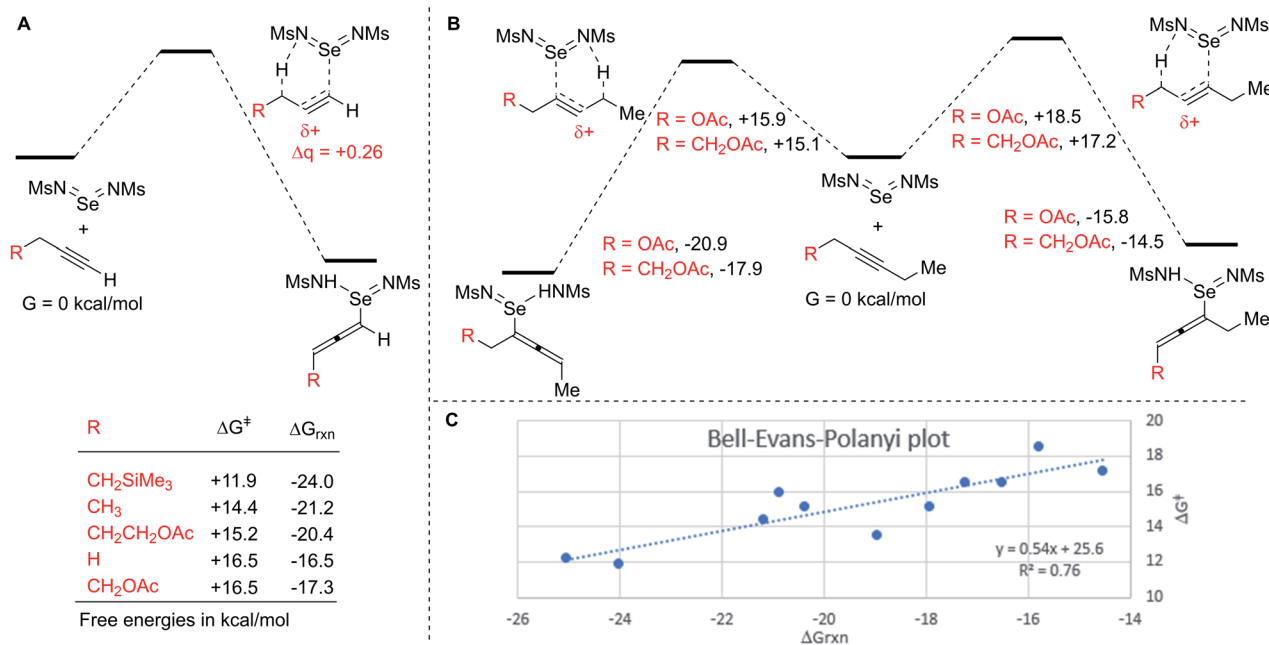 A
MsN
NMs
Se
H
R
H
δ+
Δq = +0.26
MsN
NMs
Se
+
R
H
G = 0 kcal/mol
MsNH
NMs
Se
H
R
R ΔG‡ ΔGrxn
CH2SiMe3 +11.9 -24.0
CH3 +14.4 -21.2
CH2CH2OAc +15.2 -20.4
H +16.5 -16.5
CH2OAc +16.5 -17.3
Free energies in kcal/mol
B
MsN
NMs
Se
H
R
Me
δ+
R = OAc, +15.9
R = CH2OAc, +15.1
R = OAc, -20.9
R = CH2OAc, -17.9
MsN
HNMs
Se
R
Me
MsN
NMs
Se
+
R
Me
G = 0 kcal/mol
R = OAc, +18.5
R = CH2OAc, +17.2
MsN
NMs
Se
H
R
Me
δ+
R = OAc, -15.8
R = CH2OAc, -14.5
MsNH
NMs
Se
Me
R
C
Bell-Evans-Polanyi plot
20
18
16
14
12
10
ΔG‡
y = 0.54x + 25.6
R² = 0.76
-26 -24 -22 -20 -18 -16 -14
ΔGrxn